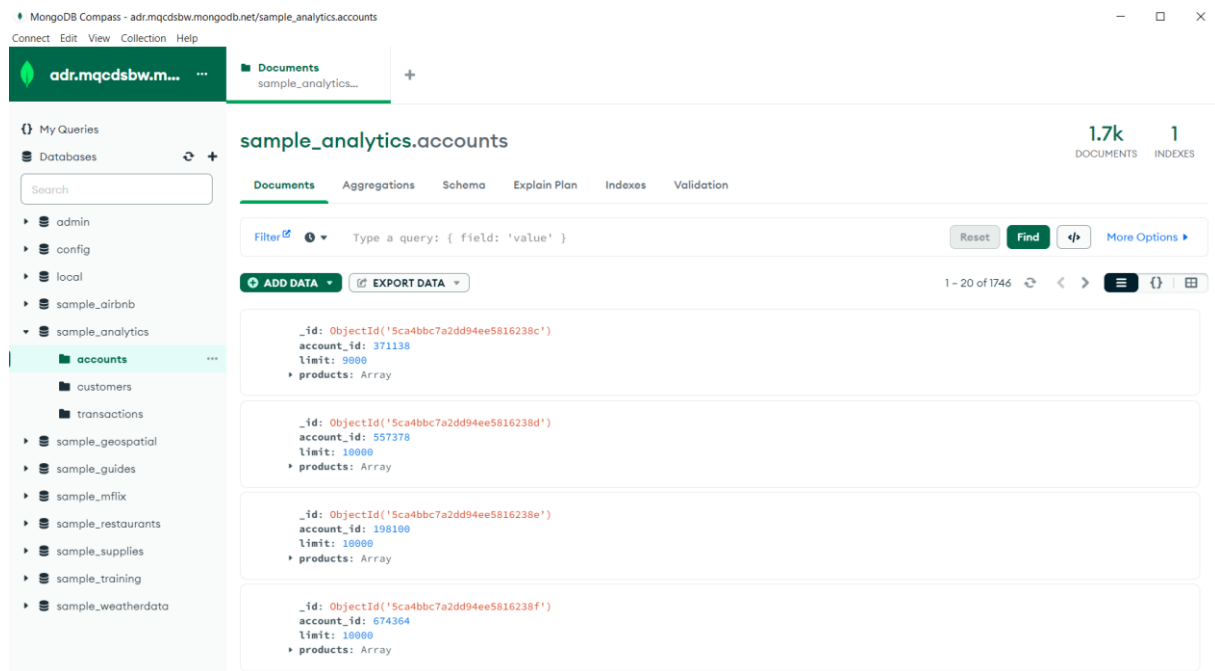 MongoDB Compass - adr.mqcdsbw.mongodb.net/sample_analytics.accounts
Connect Edit View Collection Help
adr.mqcdsbw.m... ...
Documents
sample_analytics...
+
{} My Queries
Databases
Search
admin
config
local
sample_airbnb
sample_analytics
accounts ...
customers
transactions
sample_geospatial
sample_guides
sample_mflix
sample_restaurants
sample_supplies
sample_training
sample_weatherdata
sample_analytics.accounts
1.7k DOCUMENTS
1 INDEXES
Documents Aggregations Schema Explain Plan Indexes Validation
Filter Type a query: { field: 'value' } Reset Find </> More Options
ADD DATA EXPORT DATA 1 – 20 of 1746 {}
_id: ObjectId('5ca4bbc7a2dd94ee5816238c')
account_id: 371138
limit: 9000
products: Array
_id: ObjectId('5ca4bbc7a2dd94ee5816238d')
account_id: 557378
limit: 10000
products: Array
_id: ObjectId('5ca4bbc7a2dd94ee5816238e')
account_id: 198100
limit: 10000
products: Array
_id: ObjectId('5ca4bbc7a2dd94ee5816238f')
account_id: 674364
limit: 10000
products: Array